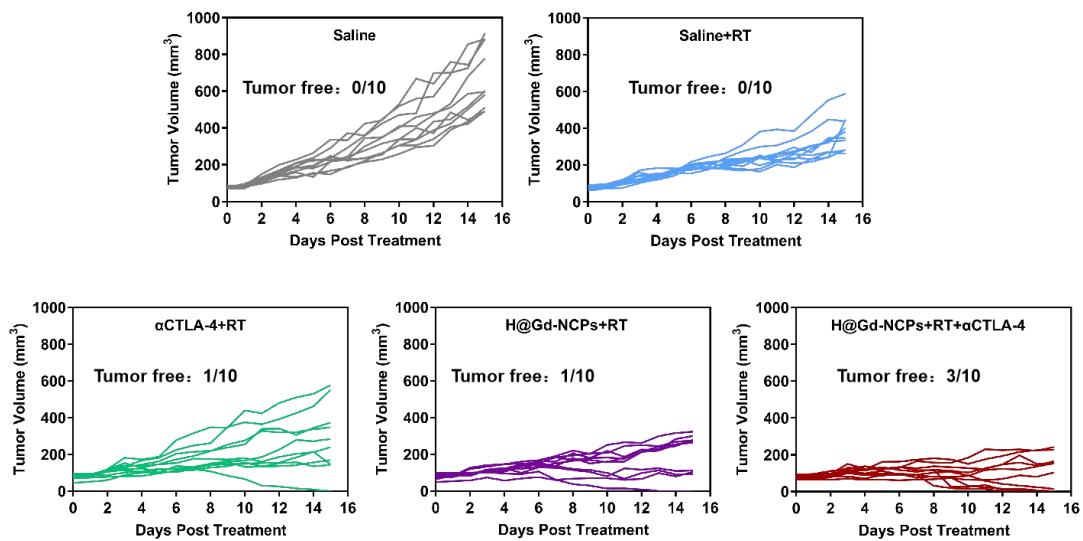 Saline
Tumor free：0/10
Tumor Volume (mm³)
1000
800
600
400
200
0
0 2 4 6 8 10 12 14 16
Days Post Treatment
Saline+RT
Tumor free：0/10
Tumor Volume (mm³)
1000
800
600
400
200
0
0 2 4 6 8 10 12 14 16
Days Post Treatment
αCTLA-4+RT
Tumor free：1/10
Tumor Volume (mm³)
1000
800
600
400
200
0
0 2 4 6 8 10 12 14 16
Days Post Treatment
H@Gd-NCPs+RT
Tumor free：1/10
Tumor Volume (mm³)
1000
800
600
400
200
0
0 2 4 6 8 10 12 14 16
Days Post Treatment
H@Gd-NCPs+RT+αCTLA-4
Tumor free：3/10
Tumor Volume (mm³)
1000
800
600
400
200
0
0 2 4 6 8 10 12 14 16
Days Post Treatment